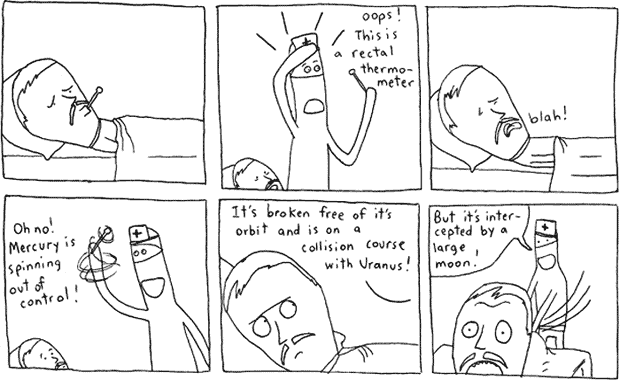 oops!
This is
a rectal
thermo-
meter
blah!
Oh no!
Mercury is
spinning
out of
control!
It's broken free of it's
orbit and is on a
collision course
with Uranus!
But it's inter-
cepted by a
large
moon!